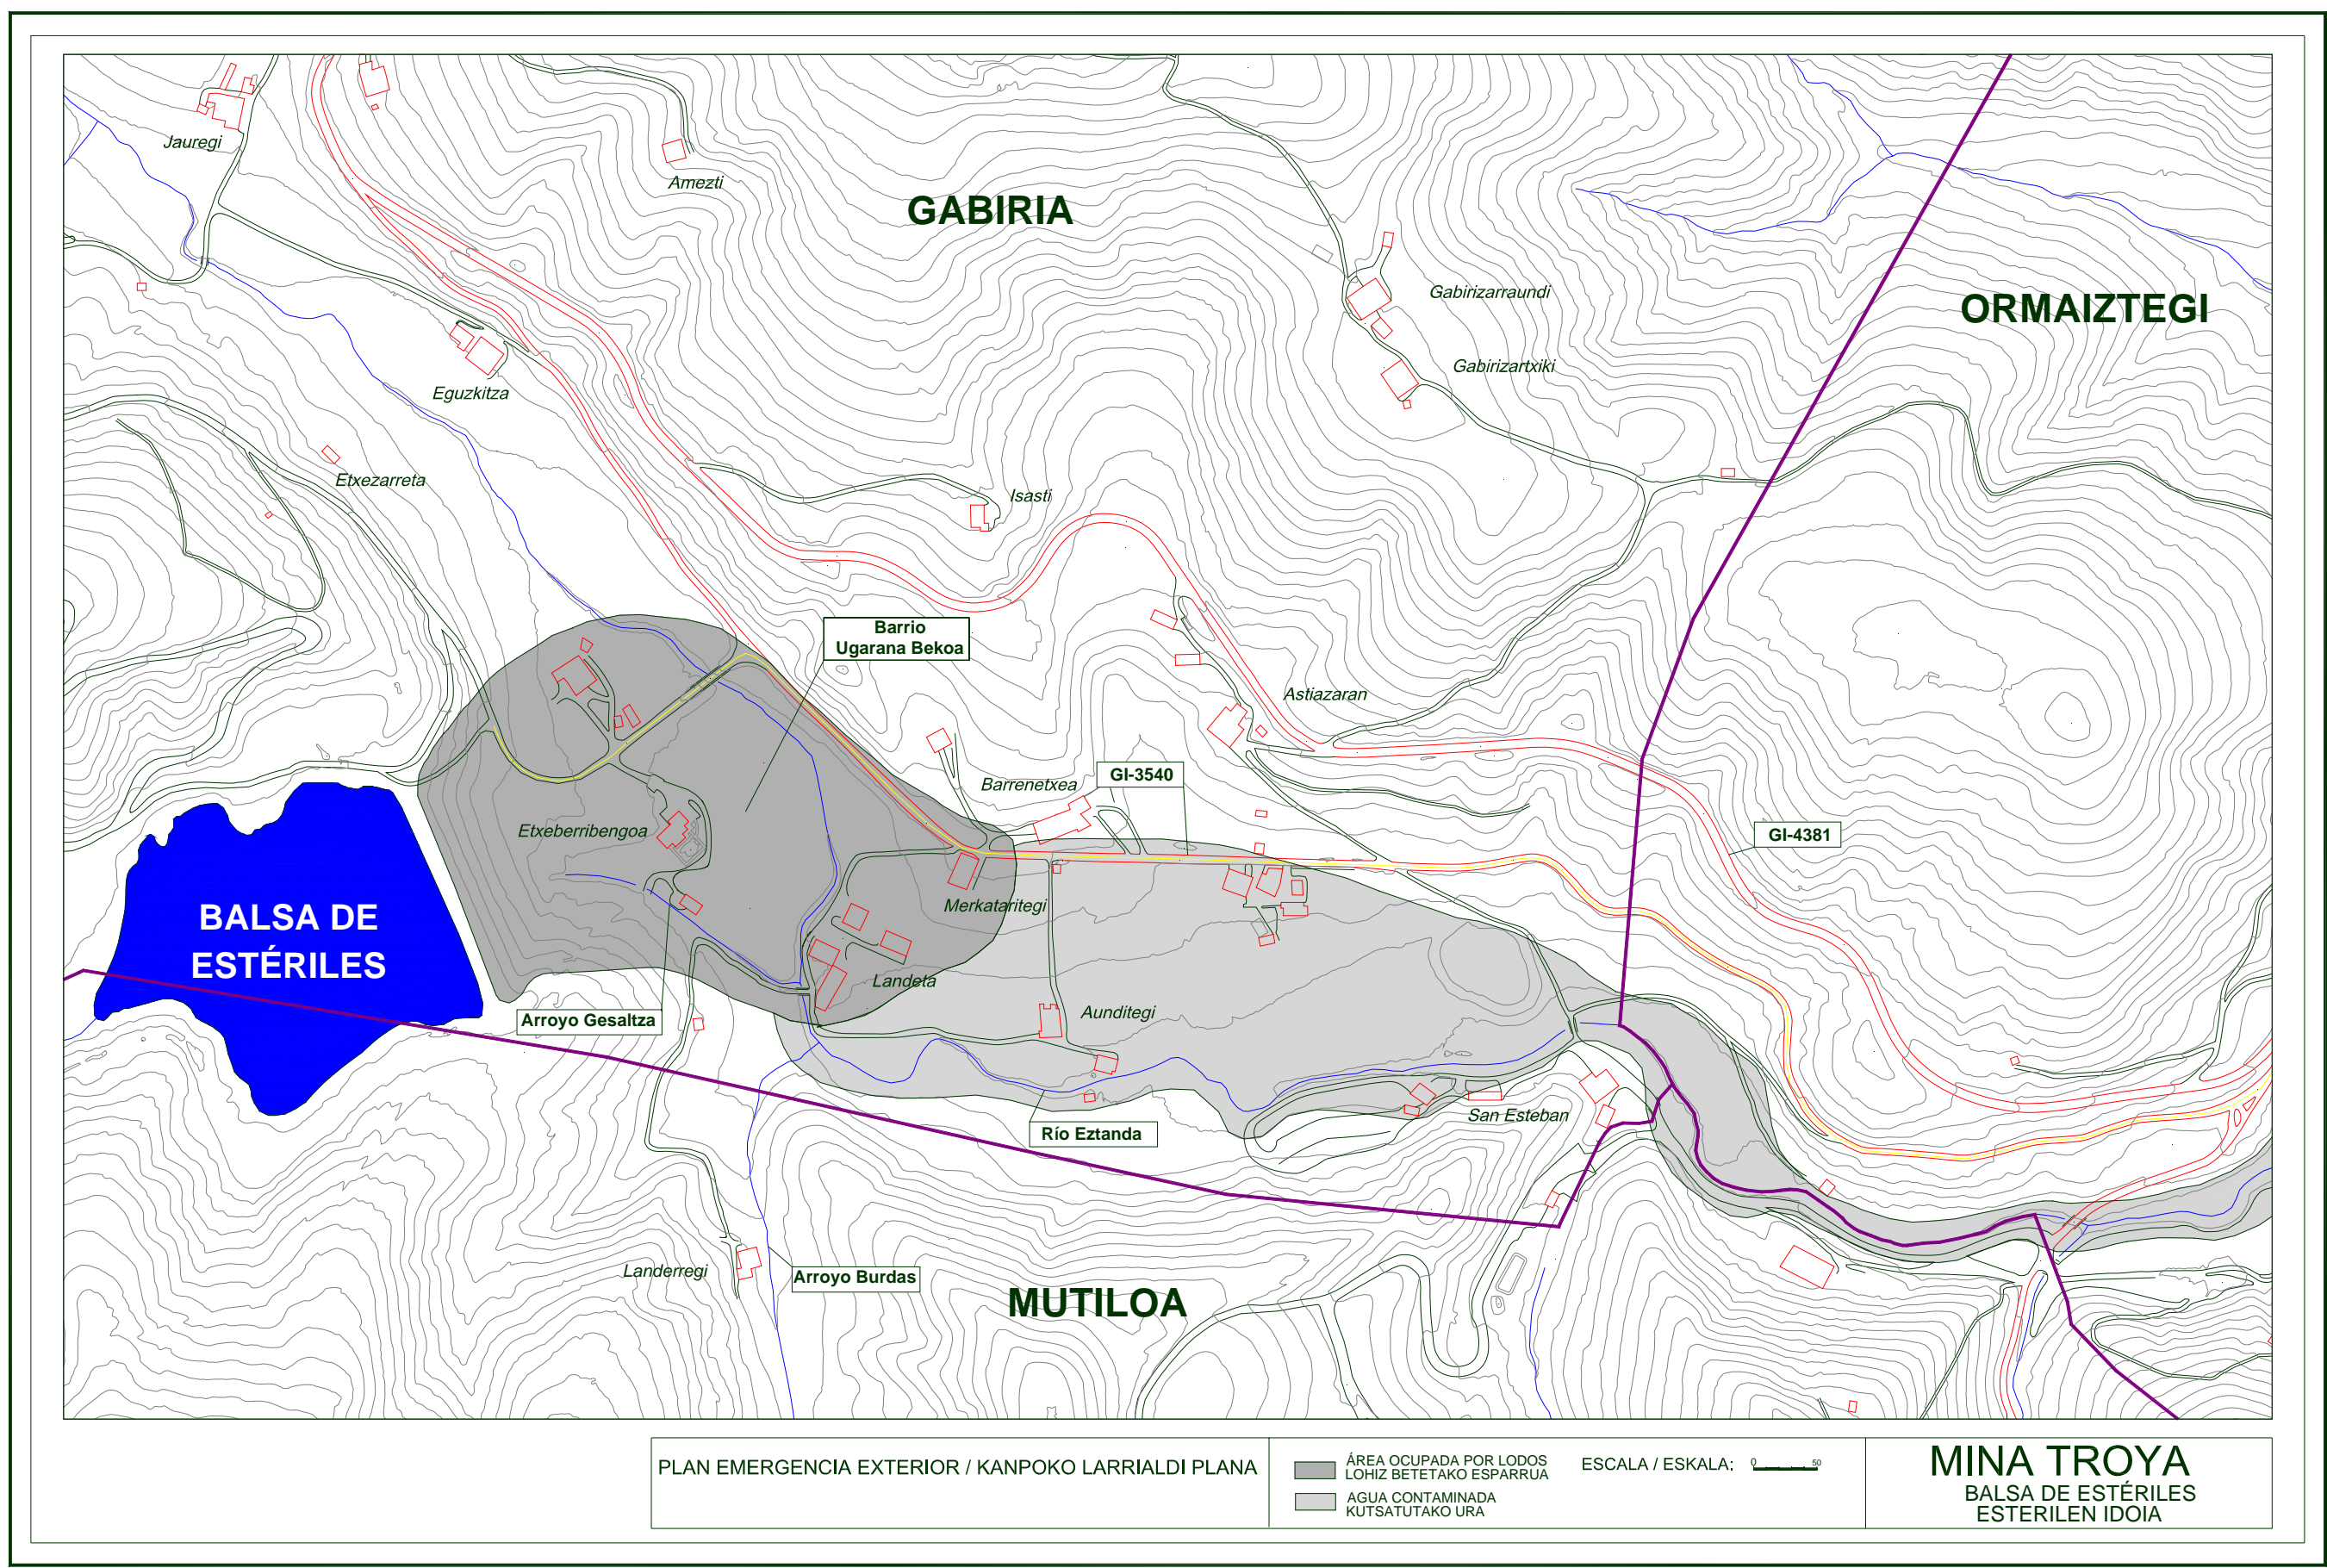 Jauregi
Amezti
GABIRIA
Gabirizarraundi
ORMAIZTEGI
Gabirizartxiki
Eguzkitza
Etxezarreta
Isasti
Barrio
Ugarana Bekoa
Astiazaran
GI-3540
Barrenetxea
Etxeberribengoa
GI-4381
BALSA DE
ESTÉRILES
Merkataritegi
Landeta
Arroyo Gesaltza
Aunditegi
San Esteban
Río Eztanda
Landerregi
Arroyo Burdas
MUTILOA
PLAN EMERGENCIA EXTERIOR / KANPOKO LARRIALDI PLANA
ÁREA OCUPADA POR LODOS
LOHIZ BETETAKO ESPARRUA
AGUA CONTAMINADA
KUTSATUTAKO URA
ESCALA / ESKALA: 0 50
MINA TROYA
BALSA DE ESTÉRILES
ESTERILEN IDOIA